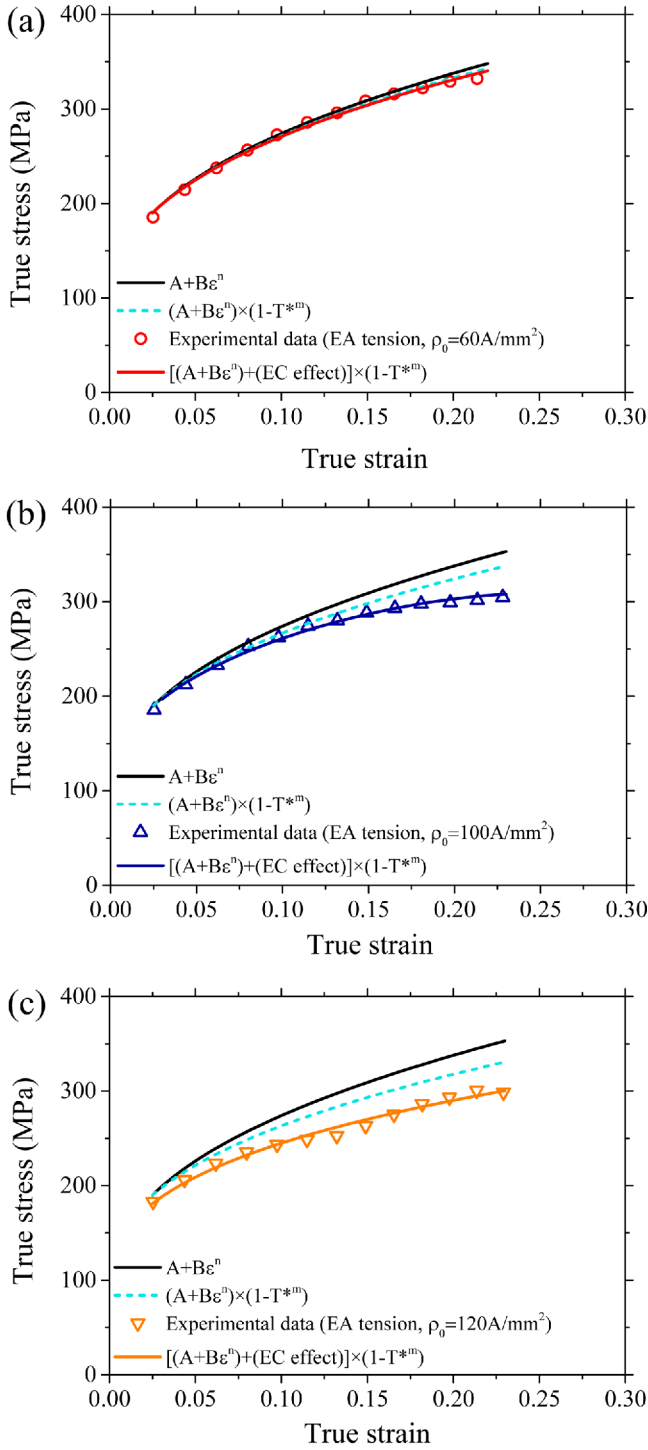 (a)
400
300
200
100
0
True stress (MPa)
A+Bεⁿ
(A+Bεⁿ)×(1-T*ᵐ)
Experimental data (EA tension, ρ₀=60A/mm²)
[(A+Bεⁿ)+(EC effect)]×(1-T*ᵐ)
0.00 0.05 0.10 0.15 0.20 0.25 0.30
True strain
(b)
400
300
200
100
0
True stress (MPa)
A+Bεⁿ
(A+Bεⁿ)×(1-T*ᵐ)
Experimental data (EA tension, ρ₀=100A/mm²)
[(A+Bεⁿ)+(EC effect)]×(1-T*ᵐ)
0.00 0.05 0.10 0.15 0.20 0.25 0.30
True strain
(c)
400
300
200
100
0
True stress (MPa)
A+Bεⁿ
(A+Bεⁿ)×(1-T*ᵐ)
Experimental data (EA tension, ρ₀=120A/mm²)
[(A+Bεⁿ)+(EC effect)]×(1-T*ᵐ)
0.00 0.05 0.10 0.15 0.20 0.25 0.30
True strain